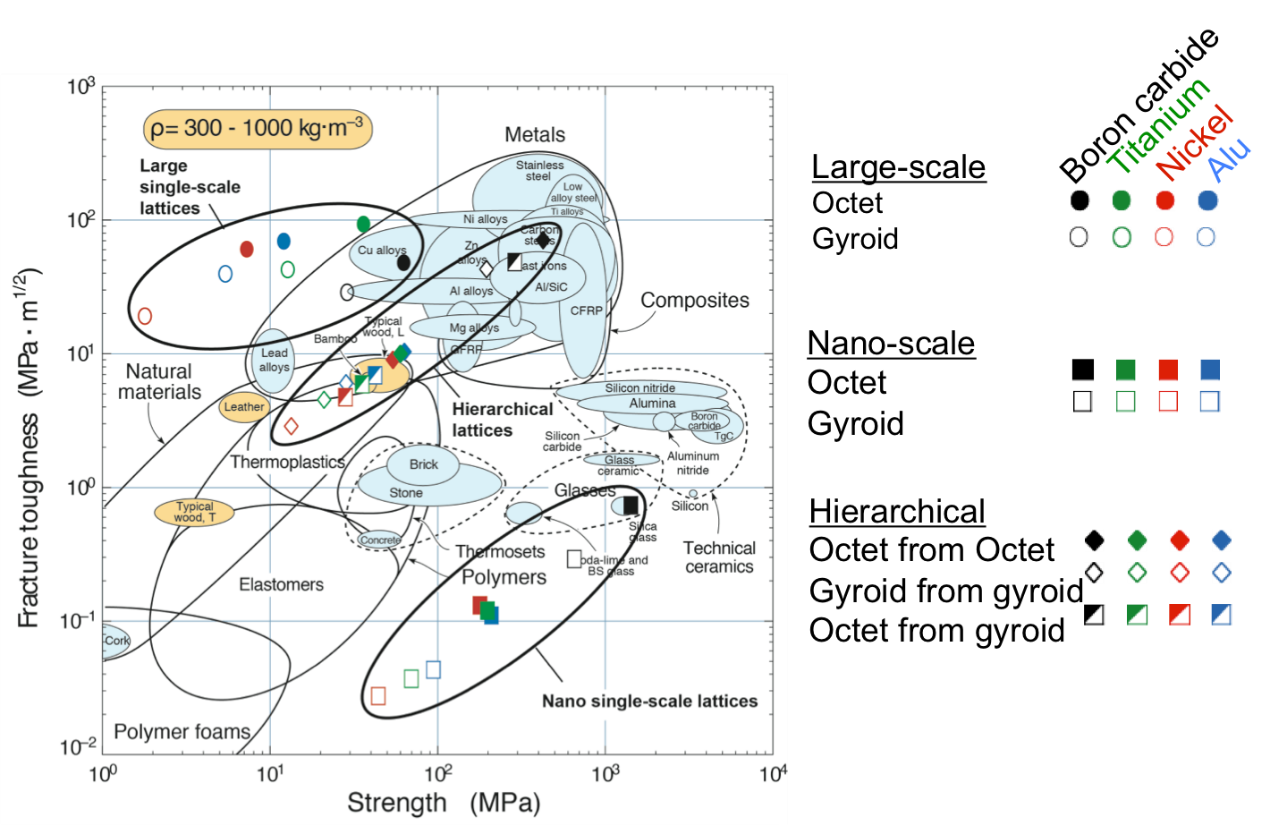 10³
10²
10¹
10⁰
10⁻¹
10⁻²
Fracture toughness (MPa · m¹/²)
10⁰
10¹
10²
10³
10⁴
Strength (MPa)
ρ= 300 - 1000 kg·m⁻³
Large
single-scale
lattices
Metals
Stainless
steel
Low
alloy steel
Ti alloys
Ni alloys
Carbon
Cu alloys
Zn
alloys
ast irons
Al/SiC
Al alloys
CFRP
Composites
Mg alloys
GFRP
Typical
wood, L
Bamboo
Lead
alloys
Natural
materials
Leather
Hierarchical
lattices
Silicon nitride
Alumina
Boron
carbide
TgC
Silicon
carbide
Aluminum
nitride
Thermoplastics
Brick
Stone
Glass
ceramic
Glasses
Silicon
Typical
wood, T
Concrete
Silica
glass
Thermosets
Polymers
oda-lime and
BS glass
Technical
ceramics
Elastomers
Cork
Nano single-scale lattices
Polymer foams
Boron carbide
Titanium
Nickel
Alu
Large-scale
Octet
Gyroid
Nano-scale
Octet
Gyroid
Hierarchical
Octet from Octet
Gyroid from gyroid
Octet from gyroid